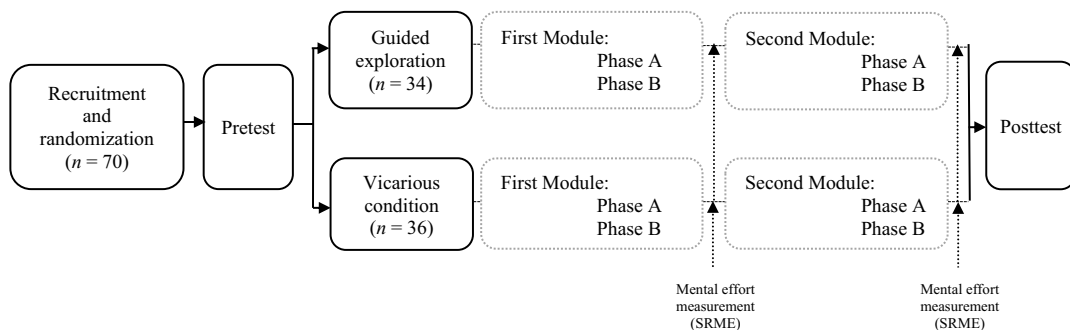 Recruitment
and
randomization
(n = 70)
Pretest
Guided
exploration
(n = 34)
First Module:
Phase A
Phase B
Second Module:
Phase A
Phase B
Vicarious
condition
(n = 36)
First Module:
Phase A
Phase B
Second Module:
Phase A
Phase B
Posttest
Mental effort
measurement
(SRME)
Mental effort
measurement
(SRME)